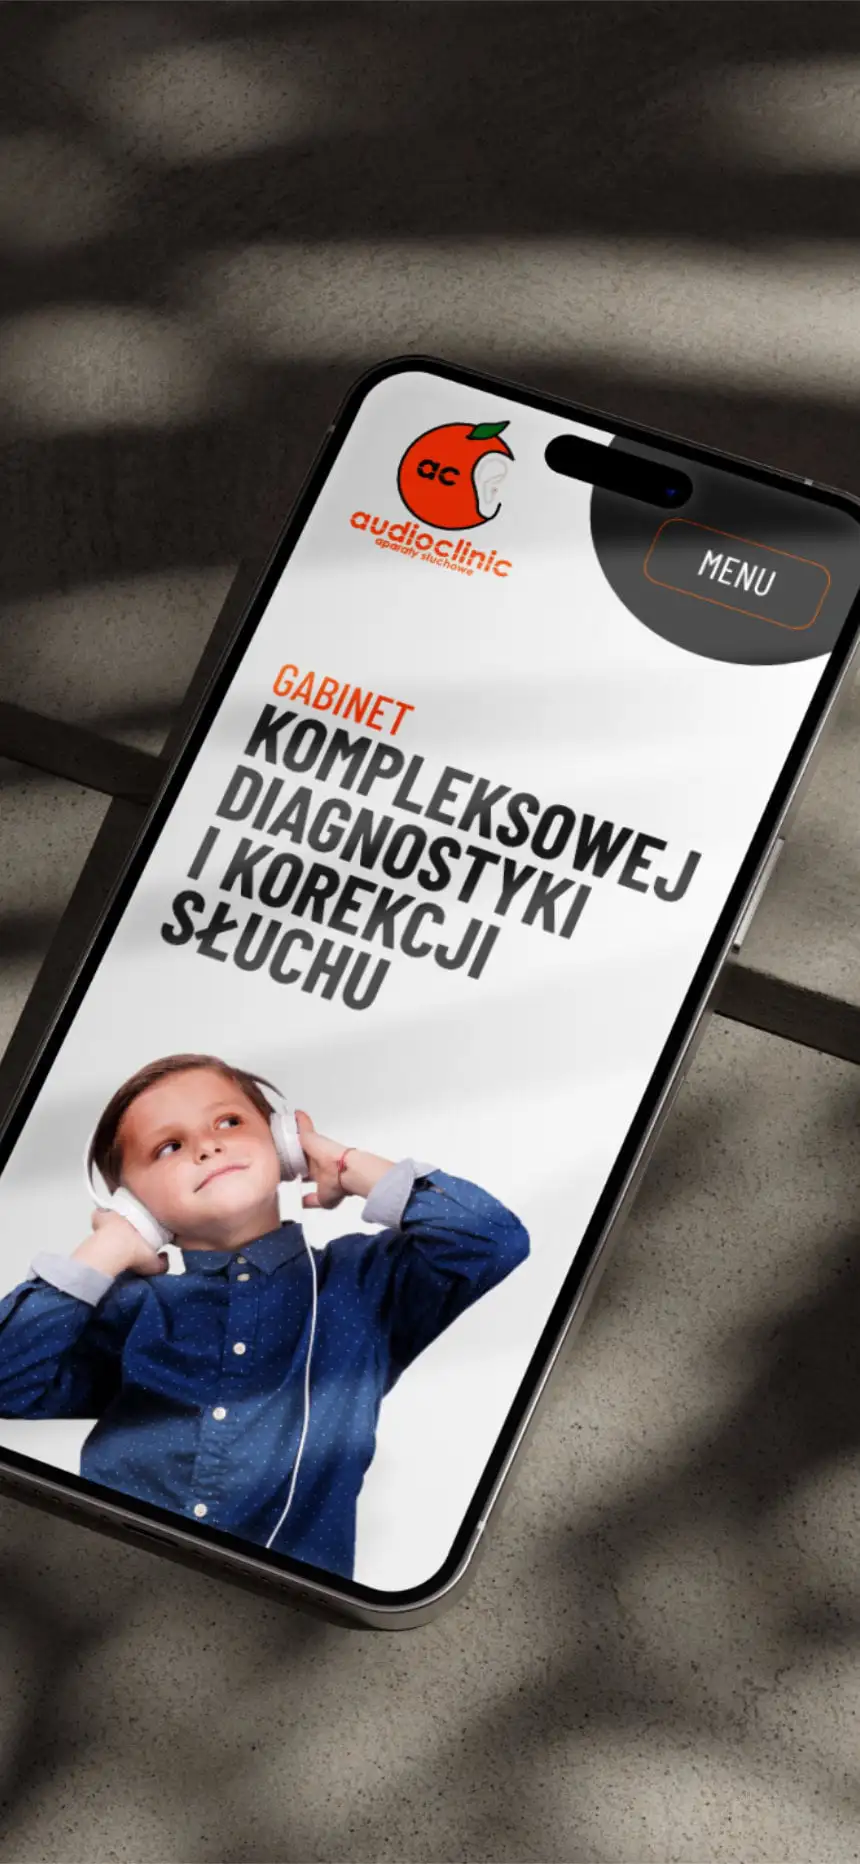 ac
audioclinic
aparaty słuchowe
MENU
GABINET
KOMPLEKSOWEJ
DIAGNOSTYKI
I KOREKCJI
SŁUCHU